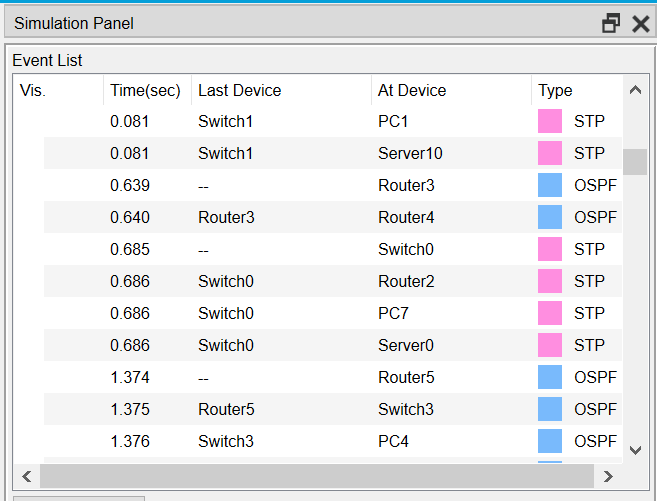 Simulation Panel
Event List
Vis. Time(sec) Last Device At Device Type
0.081 Switch1 PC1 STP
0.081 Switch1 Server10 STP
0.639 -- Router3 OSPF
0.640 Router3 Router4 OSPF
0.685 -- Switch0 STP
0.686 Switch0 Router2 STP
0.686 Switch0 PC7 STP
0.686 Switch0 Server0 STP
1.374 -- Router5 OSPF
1.375 Router5 Switch3 OSPF
1.376 Switch3 PC4 OSPF